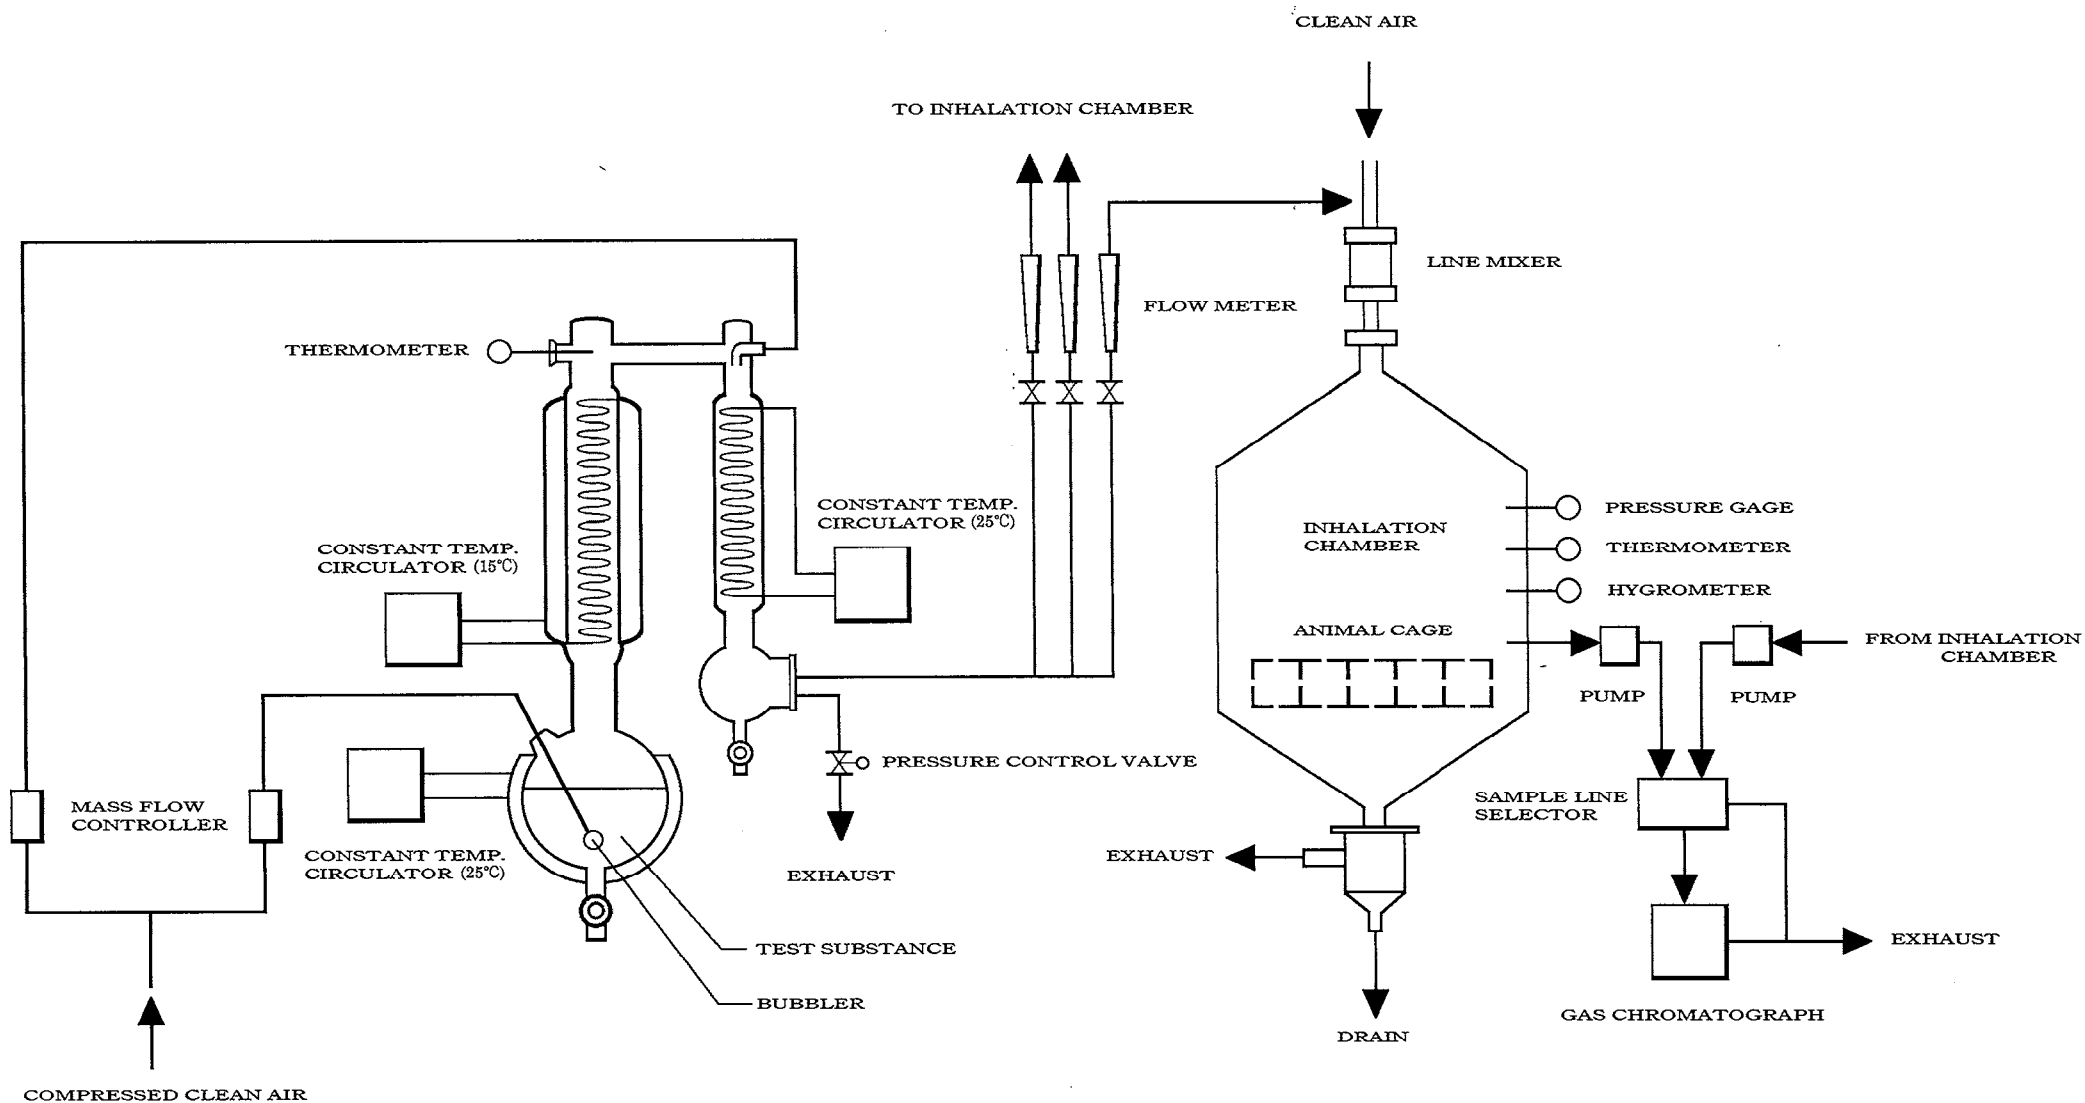 CLEAN AIR
TO INHALATION CHAMBER
LINE MIXER
FLOW METER
THERMOMETER
CONSTANT TEMP.
CIRCULATOR (25℃)
CONSTANT TEMP.
CIRCULATOR (15℃)
INHALATION
CHAMBER
PRESSURE GAGE
THERMOMETER
HYGROMETER
ANIMAL CAGE
FROM INHALATION
CHAMBER
PUMP
PUMP
PRESSURE CONTROL VALVE
MASS FLOW
CONTROLLER
SAMPLE LINE
SELECTOR
CONSTANT TEMP.
CIRCULATOR (25℃)
EXHAUST
EXHAUST
TEST SUBSTANCE
EXHAUST
BUBBLER
GAS CHROMATOGRAPH
DRAIN
COMPRESSED CLEAN AIR